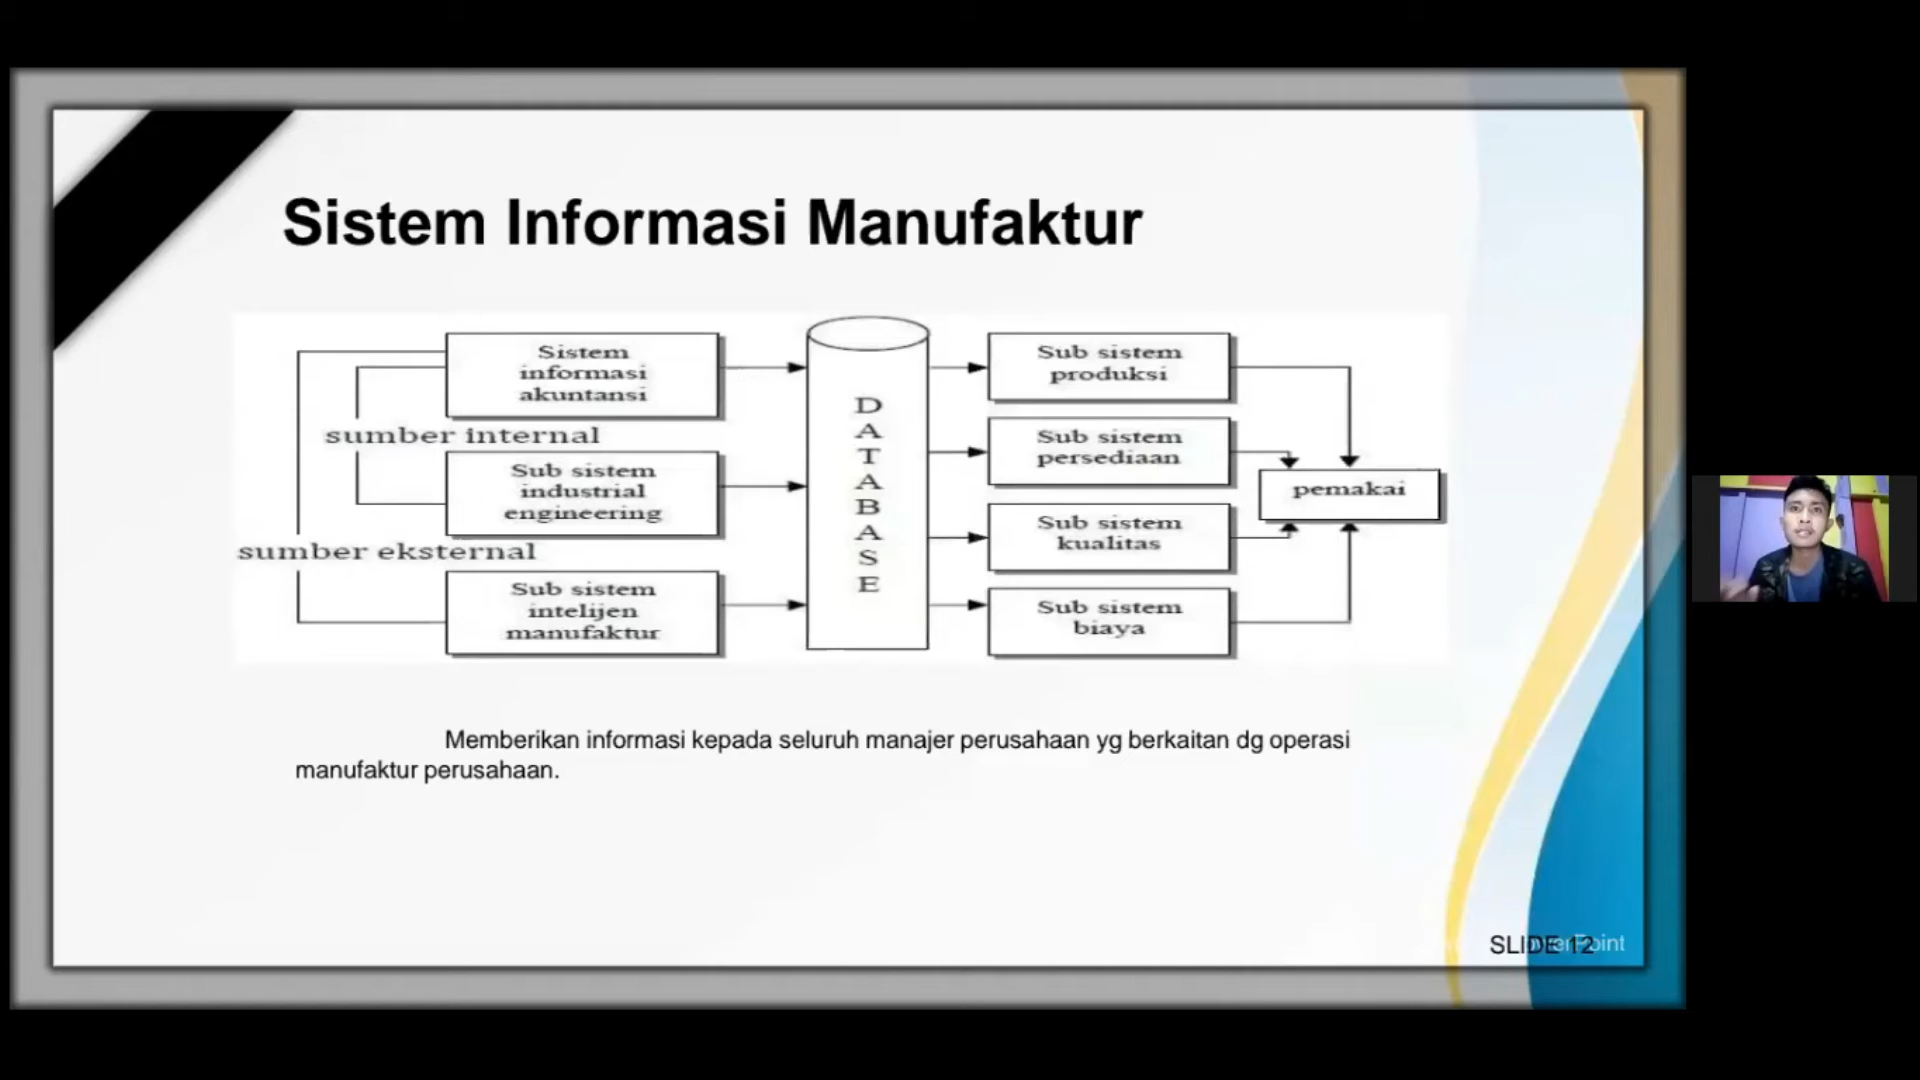 Sistem Informasi Manufaktur
Sistem
informasi
akuntansi
sumber internal
Sub sistem
industrial
engineering
sumber eksternal
Sub sistem
intelijen
manufaktur
DATABASE
Sub sistem
produksi
Sub sistem
persediaan
Sub sistem
kualitas
Sub sistem
biaya
pemakai
Memberikan informasi kepada seluruh manajer perusahaan yg berkaitan dg operasi
manufaktur perusahaan.
SLIDE 12